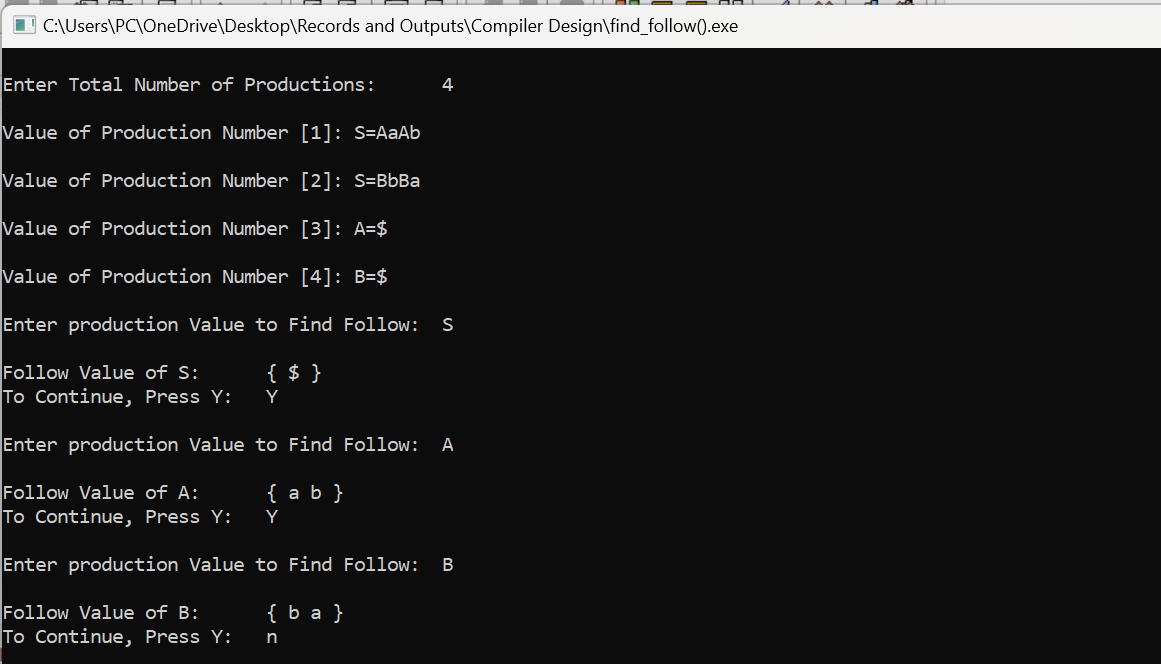 C:\Users\PC\OneDrive\Desktop\Records and Outputs\Compiler Design\find_follow().exe
Enter Total Number of Productions: 4
Value of Production Number [1]: S=AaAb
Value of Production Number [2]: S=BbBa
Value of Production Number [3]: A=$
Value of Production Number [4]: B=$
Enter production Value to Find Follow: S
Follow Value of S: { $ }
To Continue, Press Y: Y
Enter production Value to Find Follow: A
Follow Value of A: { a b }
To Continue, Press Y: Y
Enter production Value to Find Follow: B
Follow Value of B: { b a }
To Continue, Press Y: n